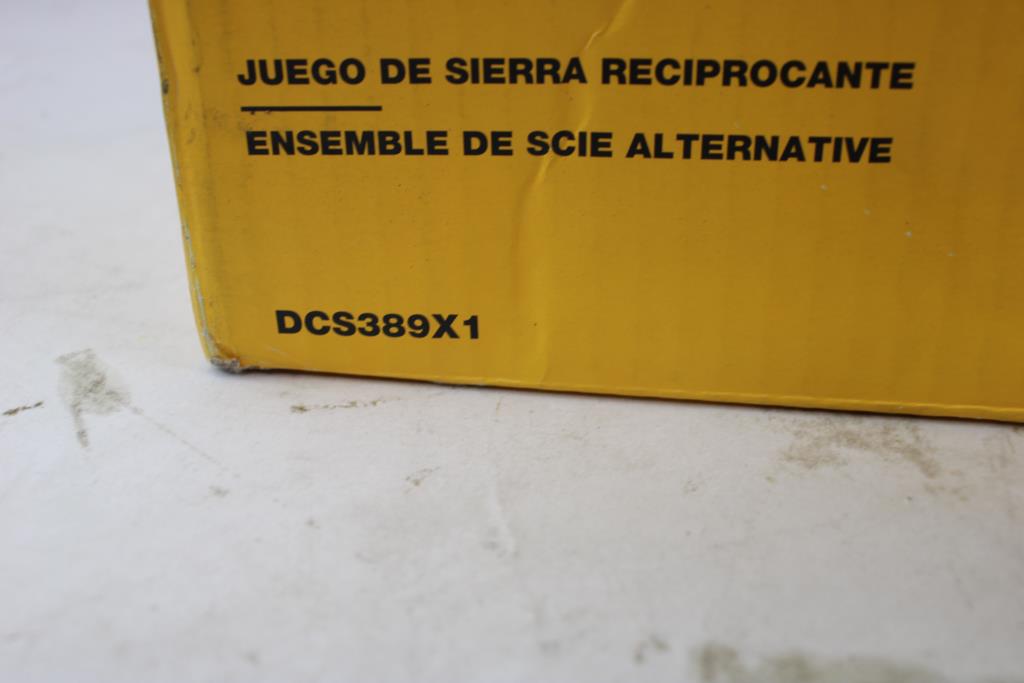 JUEGO DE SIERRA RECIPROCANTE
ENSEMBLE DE SCIE ALTERNATIVE
DCS389X1